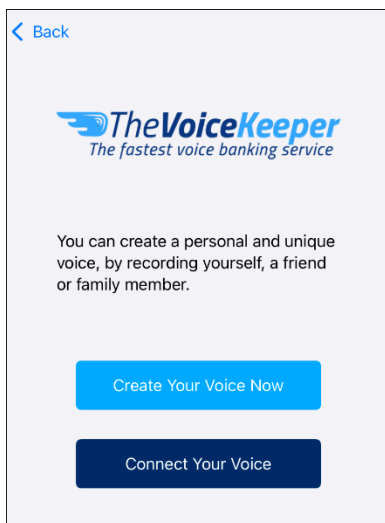 Back
TheVoiceKeeper
The fastest voice banking service
You can create a personal and unique
voice, by recording yourself, a friend
or family member.
Create Your Voice Now
Connect Your Voice